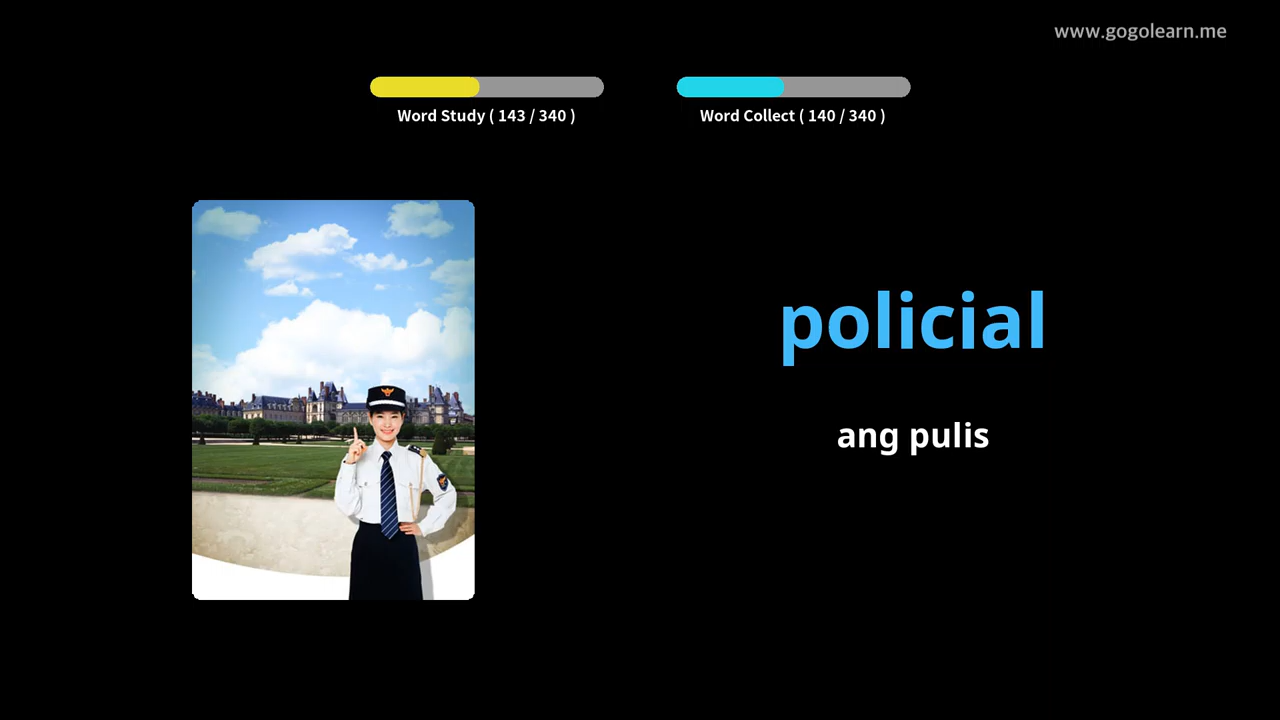 www.gogolearn.me
Word Study ( 143 / 340 )
Word Collect ( 140 / 340 )
policial
ang pulis